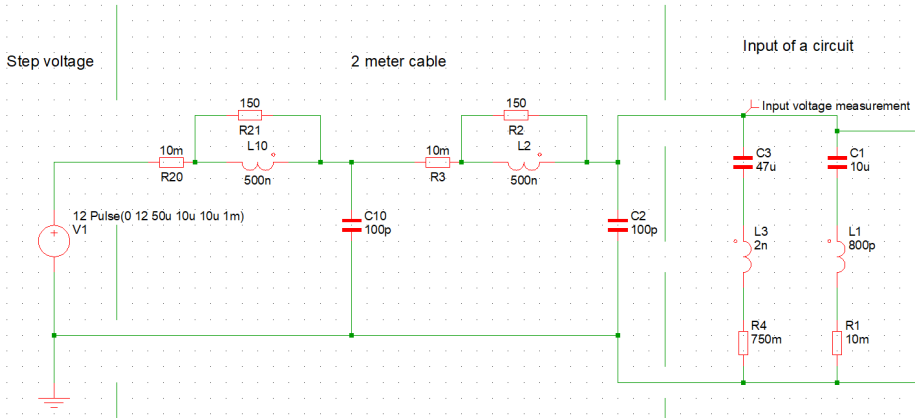 Step voltage
2 meter cable
Input of a circuit
Input voltage measurement
150
R21
L10
500n
10m
R20
150
R2
L2
500n
10m
R3
12 Pulse(0 12 50u 10u 10u 1m)
V1
C10
100p
C2
100p
C3
47u
C1
10u
L3
2n
L1
800p
R4
750m
R1
10m